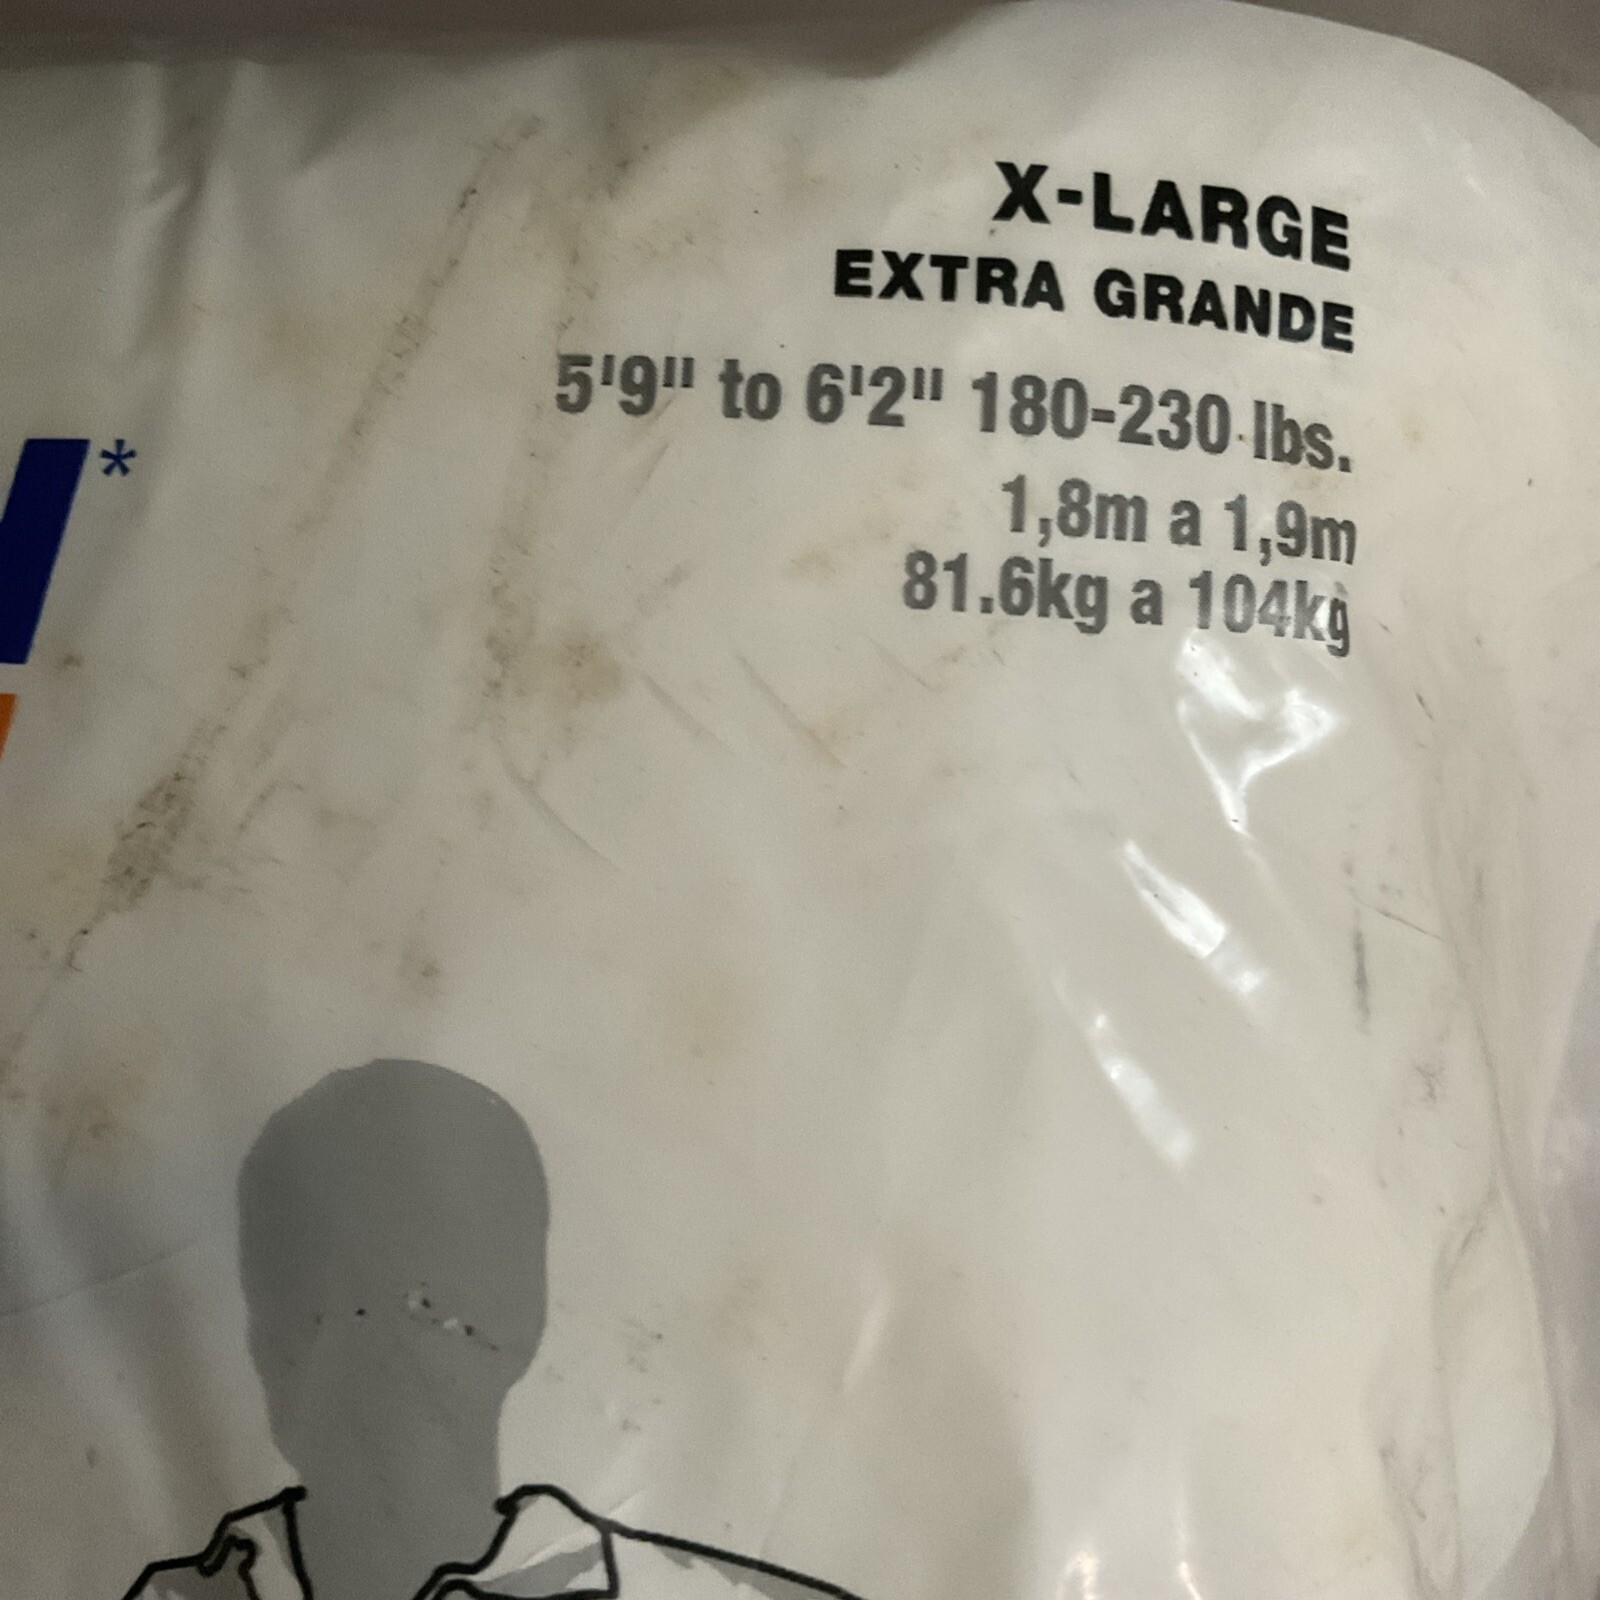 X-LARGE
EXTRA GRANDE
5'9" to 6'2" 180-230 lbs.
1,8m a 1,9m
81.6kg a 104kg
*